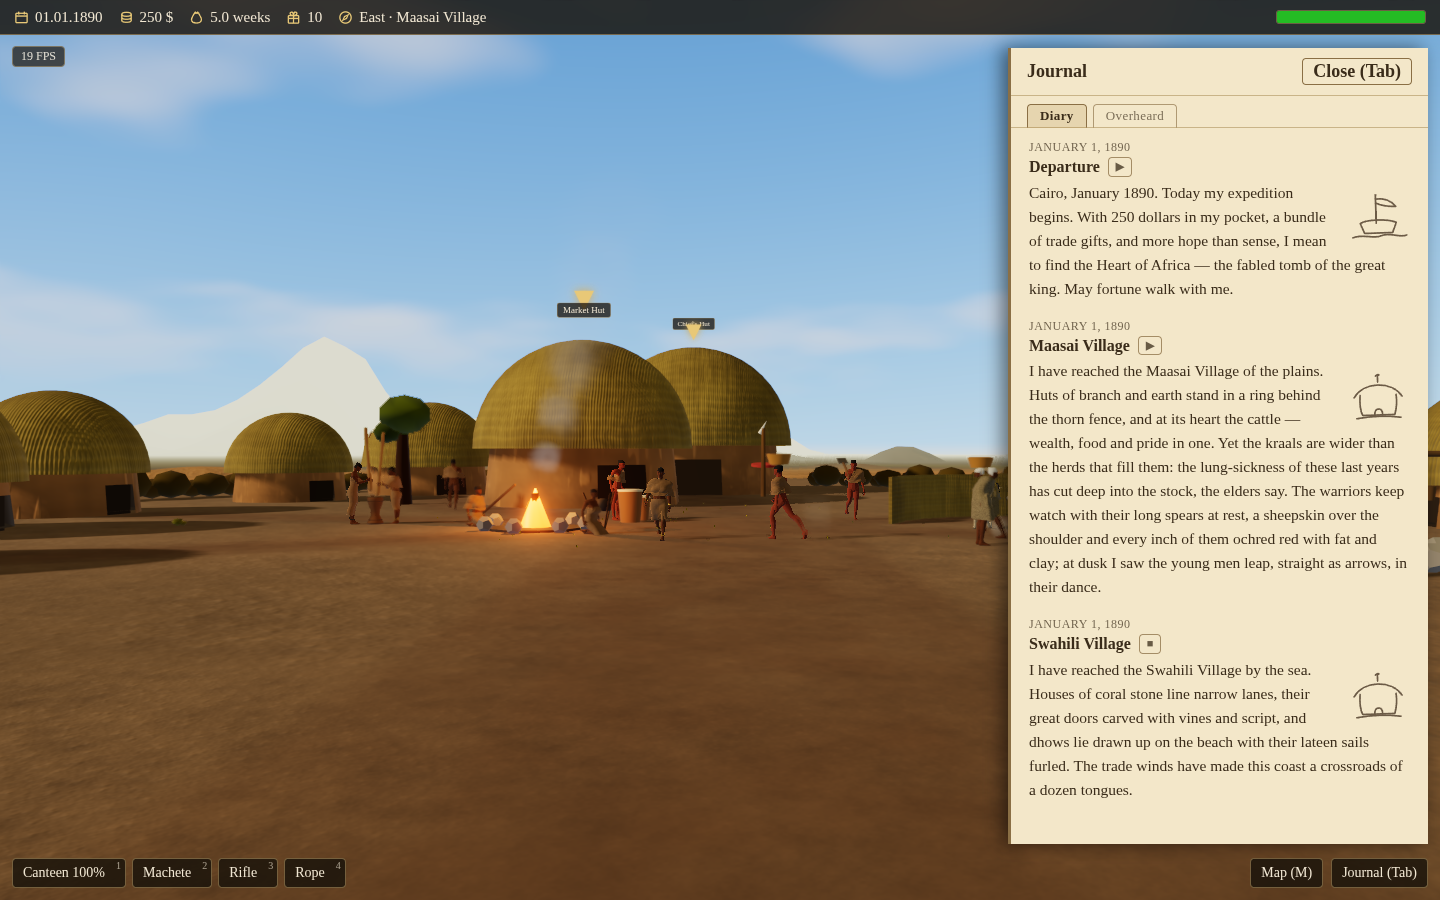 01.01.1890 250 $ 5.0 weeks 10 East · Maasai Village
19 FPS
Journal
Close (Tab)
Diary Overheard
JANUARY 1, 1890
Departure
Cairo, January 1890. Today my expedition
begins. With 250 dollars in my pocket, a bundle
of trade gifts, and more hope than sense, I mean
to find the Heart of Africa — the fabled tomb of the great
king. May fortune walk with me.
JANUARY 1, 1890
Maasai Village
I have reached the Maasai Village of the plains.
Huts of branch and earth stand in a ring behind
the thorn fence, and at its heart the cattle —
wealth, food and pride in one. Yet the kraals are wider than
the herds that fill them: the lung-sickness of these last years
has cut deep into the stock, the elders say. The warriors keep
watch with their long spears at rest, a sheepskin over the
shoulder and every inch of them ochred red with fat and
clay; at dusk I saw the young men leap, straight as arrows, in
their dance.
JANUARY 1, 1890
Swahili Village
I have reached the Swahili Village by the sea.
Houses of coral stone line narrow lanes, their
great doors carved with vines and script, and
dhows lie drawn up on the beach with their lateen sails
furled. The trade winds have made this coast a crossroads of
a dozen tongues.
Market Hut
Hut
Canteen 100% 1 Machete 2 Rifle 3 Rope 4
Map (M) Journal (Tab)